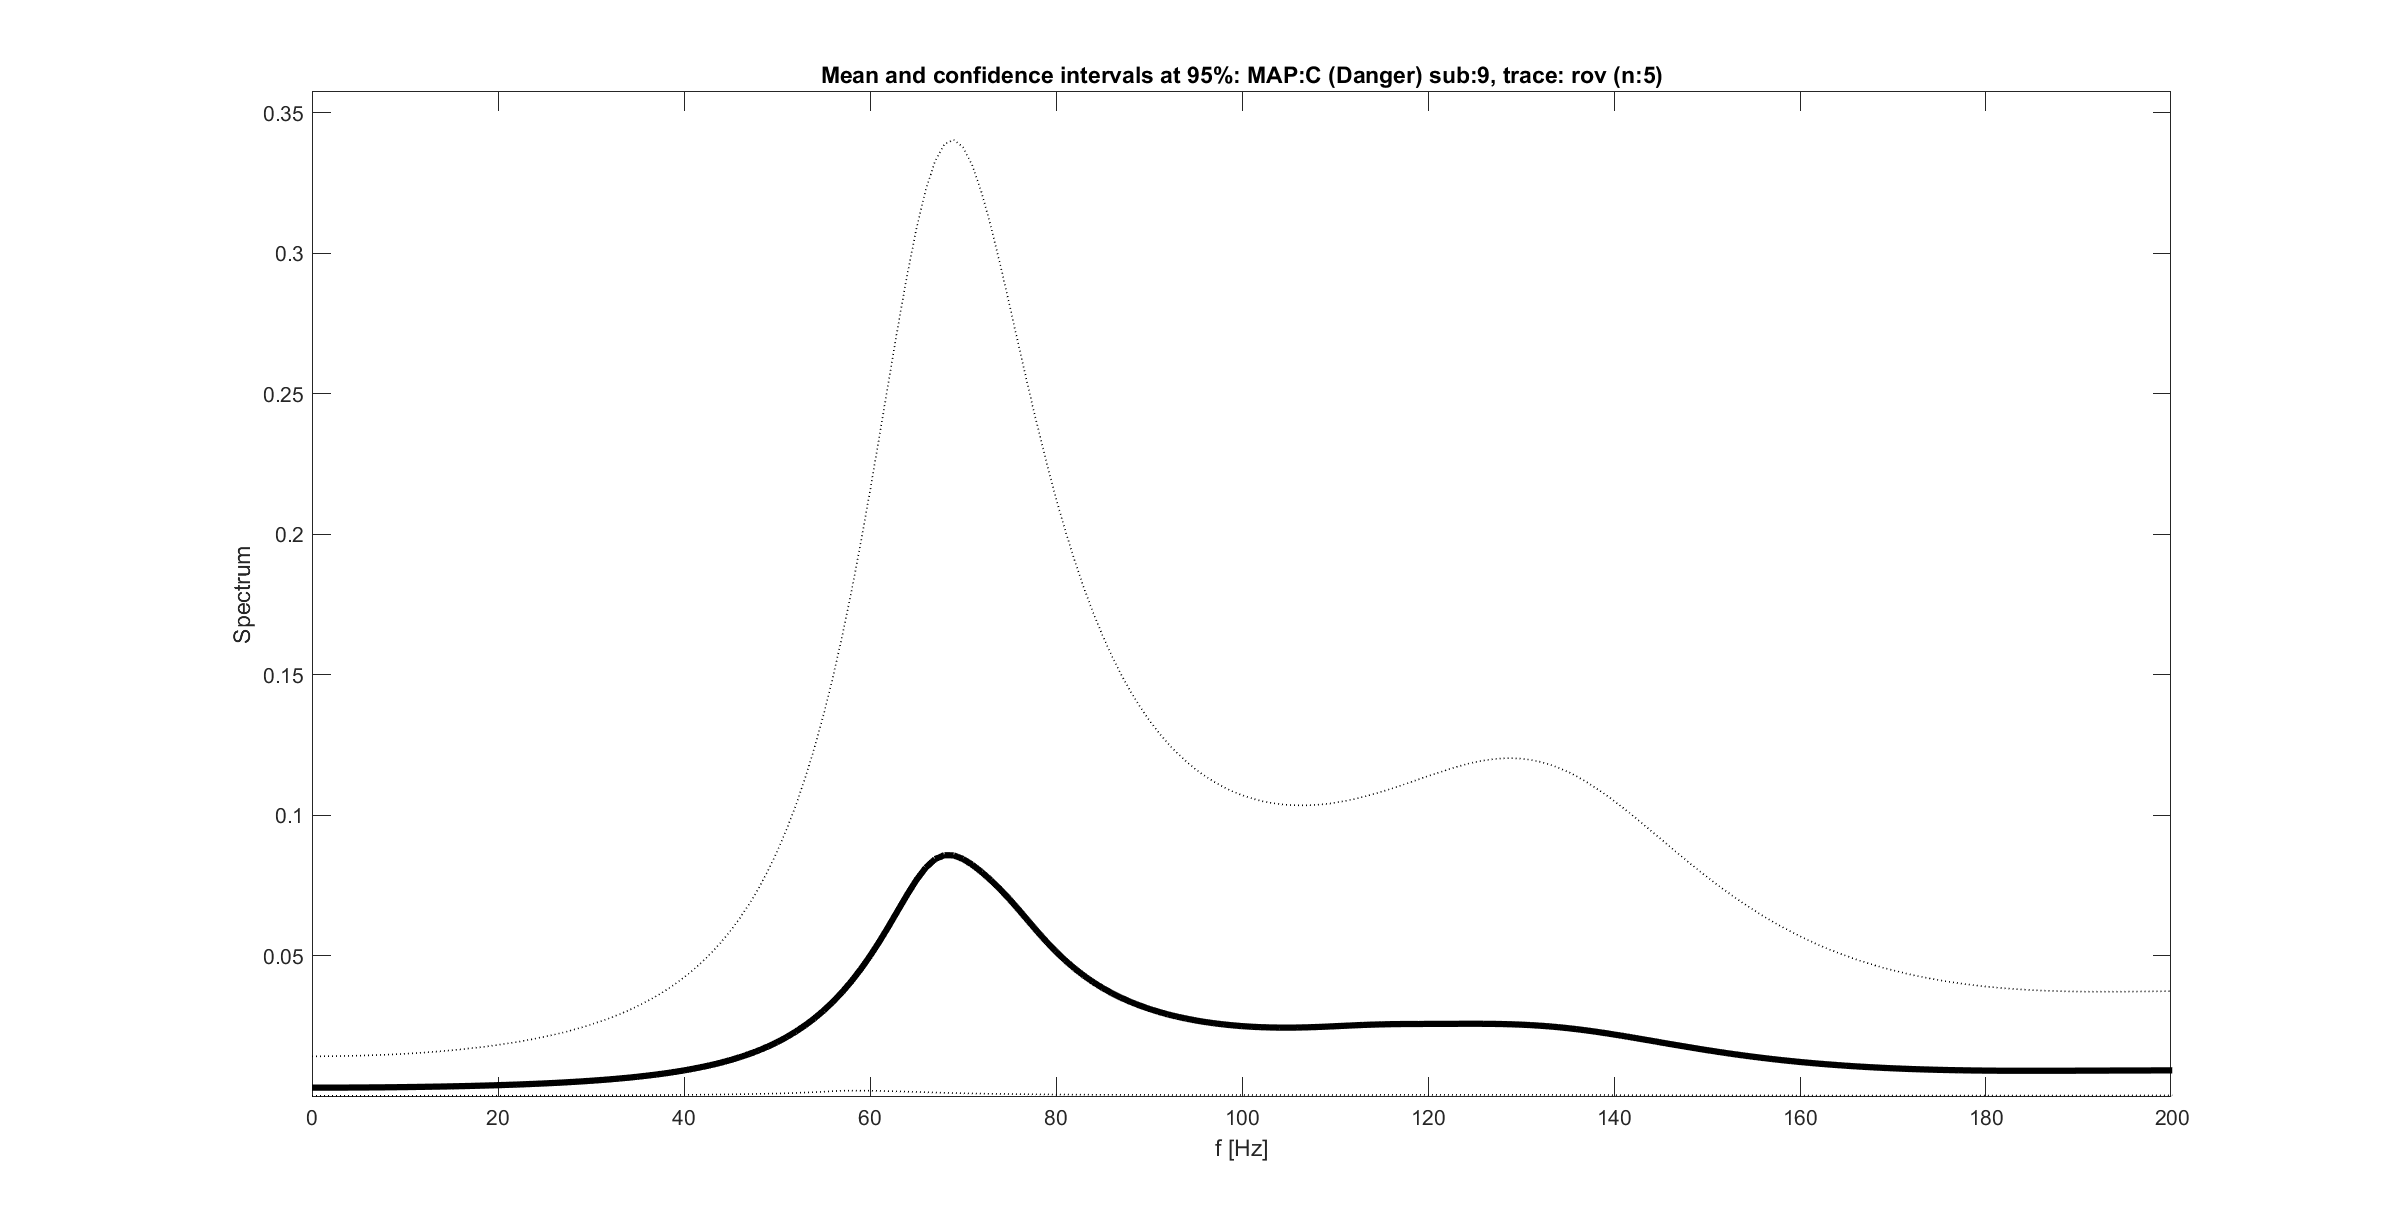 Mean and confidence intervals at 95%: MAP:C (Danger) sub:9, trace: rov (n:5)
0.35
0.3
0.25
0.2
0.15
0.1
0.05
Spectrum
0 20 40 60 80 100 120 140 160 180 200
f [Hz]